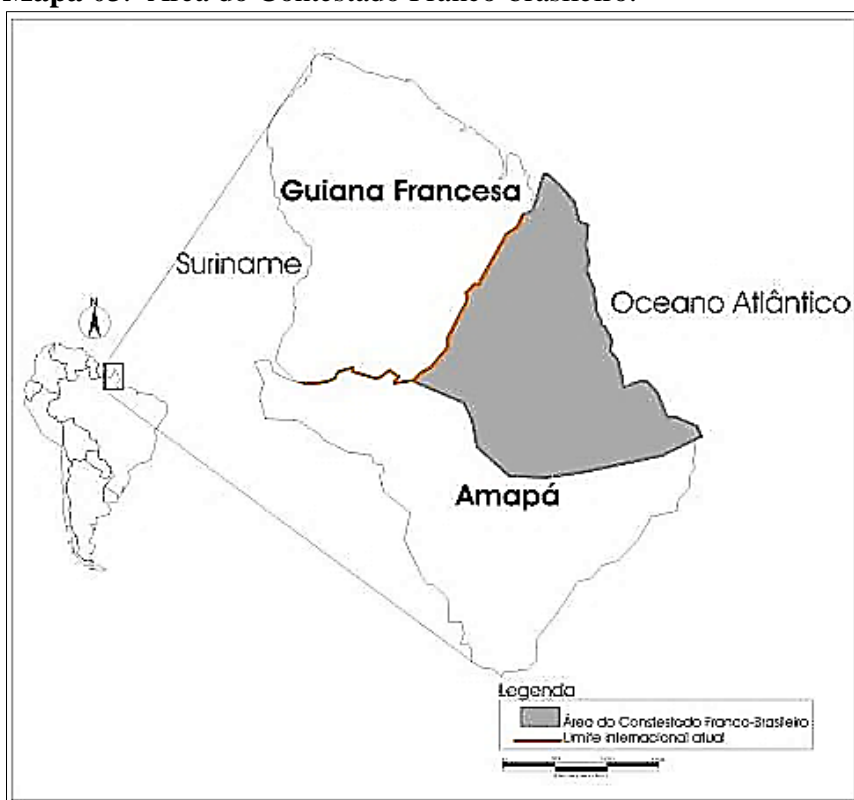 Mapa 03: Área do Contestado Franco-brasileiro.
Guiana Francesa
Suriname
Oceano Atlântico
N
Amapá
Legenda
Área do Constestado Franco-Brasileiro
Limite internacional atual